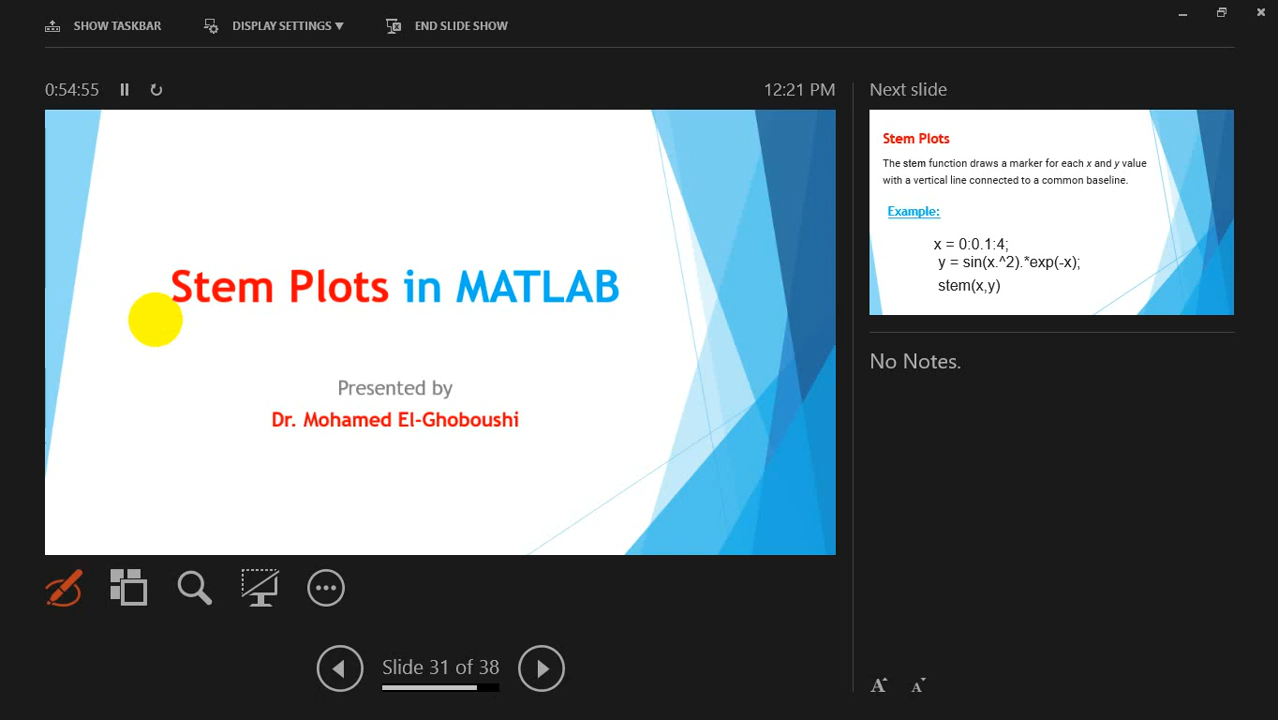 SHOW TASKBAR
DISPLAY SETTINGS ▼
END SLIDE SHOW
0:54:55
12:21 PM
Stem Plots in MATLAB
Presented by
Dr. Mohamed El-Ghoboushi
Slide 31 of 38
Next slide
Stem Plots
The stem function draws a marker for each x and y value
with a vertical line connected to a common baseline.
Example:
x = 0:0.1:4;
y = sin(x.^2).*exp(-x);
stem(x,y)
No Notes.
A A